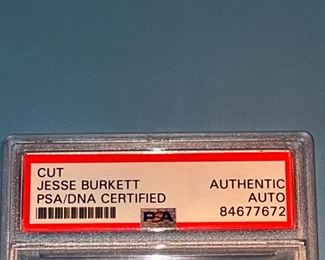 CUT
JESSE BURKETT AUTHENTIC
PSA/DNA CERTIFIED AUTO
PSA 84677672